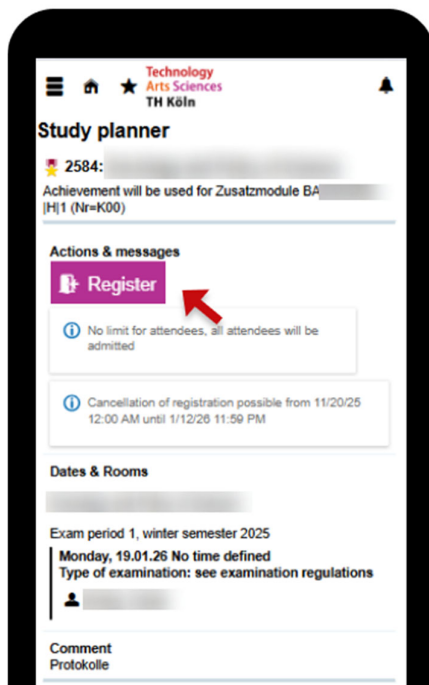 Technology
Arts Sciences
TH Köln
Study planner
2584:
Achievement will be used for Zusatzmodule BA
|H|1 (Nr=K00)
Actions & messages
Register
No limit for attendees, all attendees will be
admitted
Cancellation of registration possible from 11/20/25
12:00 AM until 1/12/26 11:59 PM
Dates & Rooms
Exam period 1, winter semester 2025
Monday, 19.01.26 No time defined
Type of examination: see examination regulations
Comment
Protokolle